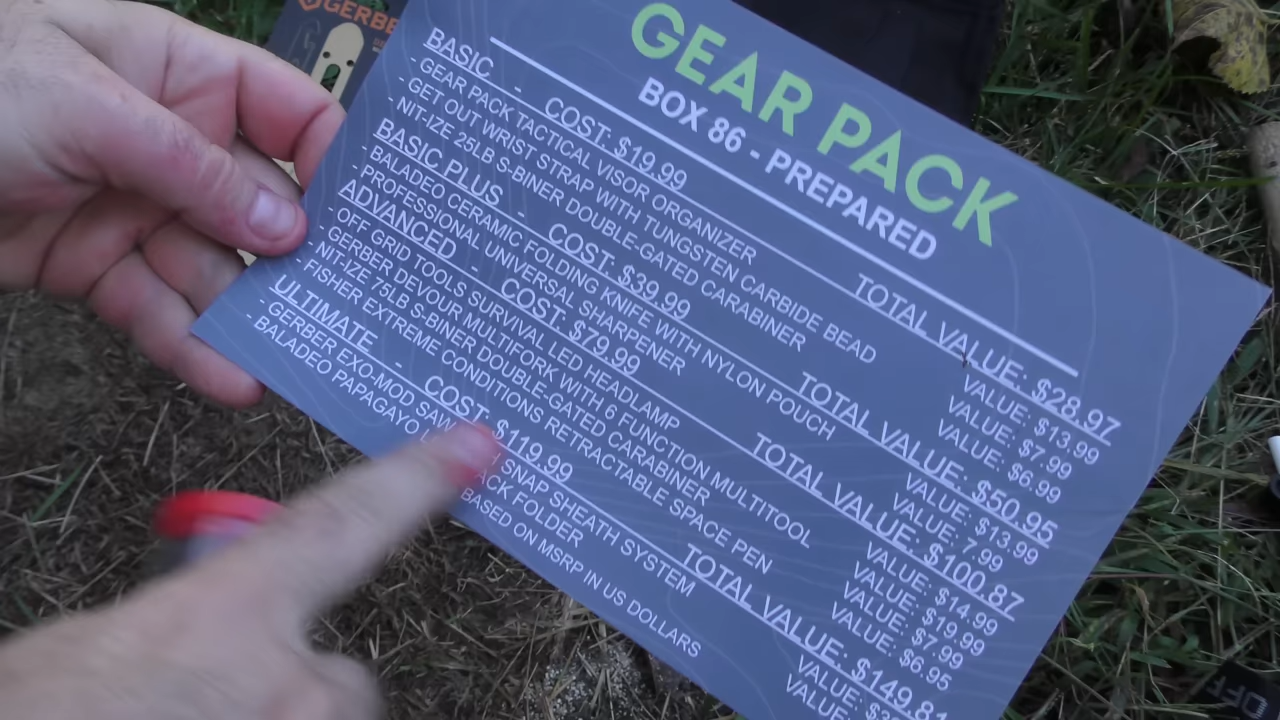 GERBE
GEAR PACK
BOX 86 - PREPARED
BASIC - COST: $19.99 TOTAL VALUE: $28.97
- GEAR PACK TACTICAL VISOR ORGANIZER VALUE: $13.99
- GET OUT WRIST STRAP WITH TUNGSTEN CARBIDE BEAD VALUE: $7.99
- NIT-IZE 25LB S-BINER DOUBLE-GATED CARABINER VALUE: $6.99
BASIC PLUS - COST: $39.99 TOTAL VALUE: $50.95
- BALADEO CERAMIC FOLDING KNIFE WITH NYLON POUCH VALUE: $13.99
- PROFESSIONAL UNIVERSAL SHARPENER VALUE: 7.99
ADVANCED - COST: $79.99 TOTAL VALUE: $100.87
- OFF GRID TOOLS SURVIVAL LED HEADLAMP VALUE: $14.99
- GERBER DEVOUR MULTIFORK WITH 6 FUNCTION MULTITOOL VALUE: $19.99
- NIT-IZE 75LB S-BINER DOUBLE-GATED CARABINER VALUE: $7.99
- FISHER EXTREME CONDITIONS RETRACTABLE SPACE PEN VALUE: $6.95
ULTIMATE - COST: $119.99 TOTAL VALUE: $149.81
- GERBER EXO-MOD SAW SNAP SHEATH SYSTEM VALUE:
- BALADEO PAPAGAYO FOLDER VALUE:
BASED ON MSRP IN US DOLLARS